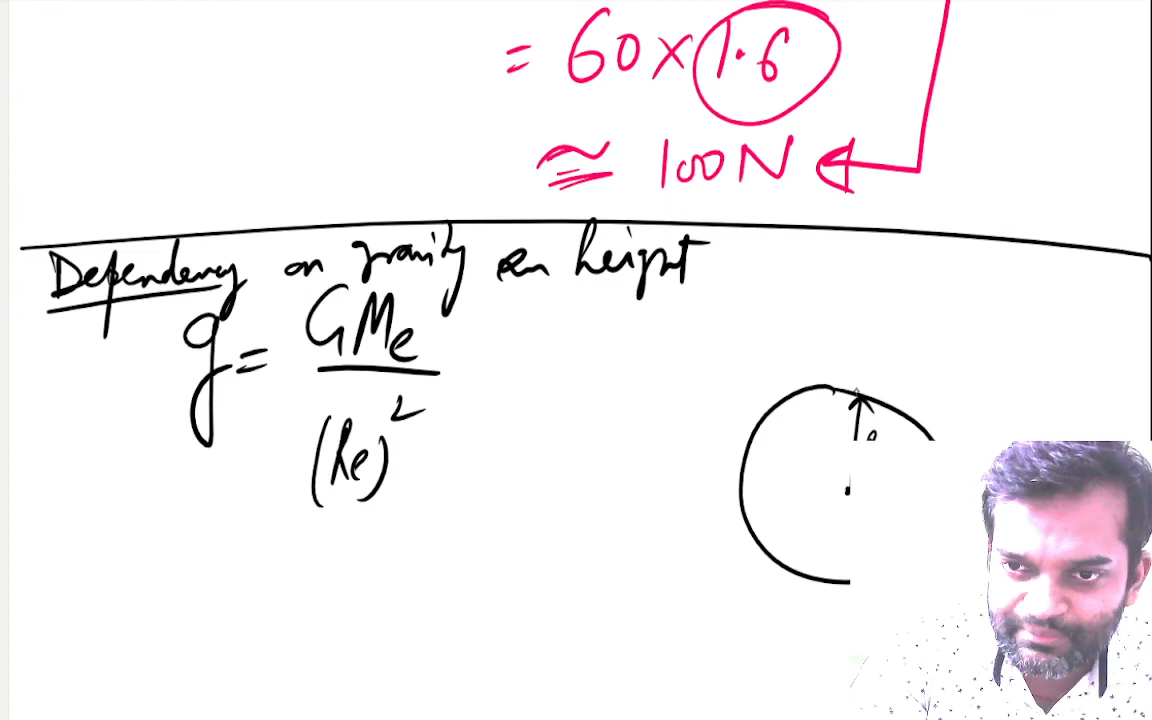 = 60 × 1.6
≅ 100N
Dependency on gravity on height
g = GMe
(Re)²